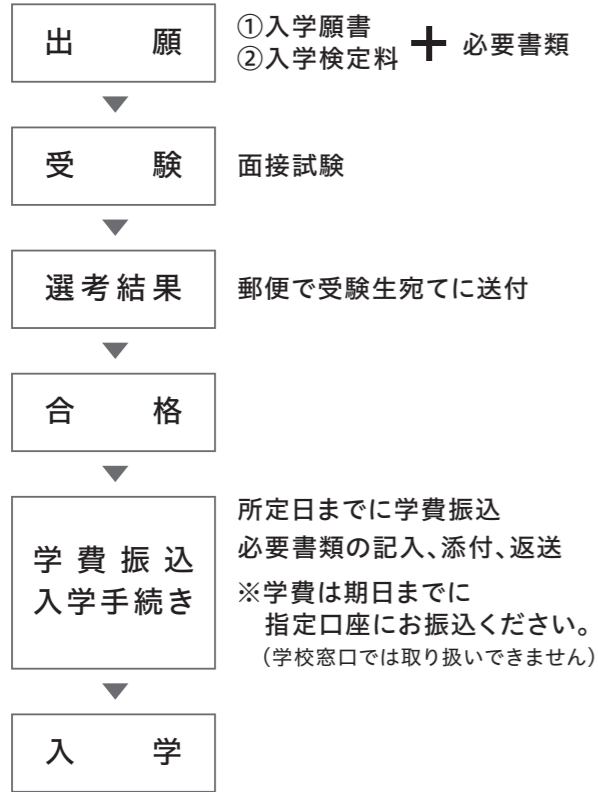 出願
①入学願書
②入学検定料
+ 必要書類
受験
面接試験
選考結果
郵便で受験生宛てに送付
合格
学費振込
入学手続き
所定日までに学費振込
必要書類の記入、添付、返送
※学費は期日までに
指定口座にお振込ください。
（学校窓口では取り扱いできません）
入学